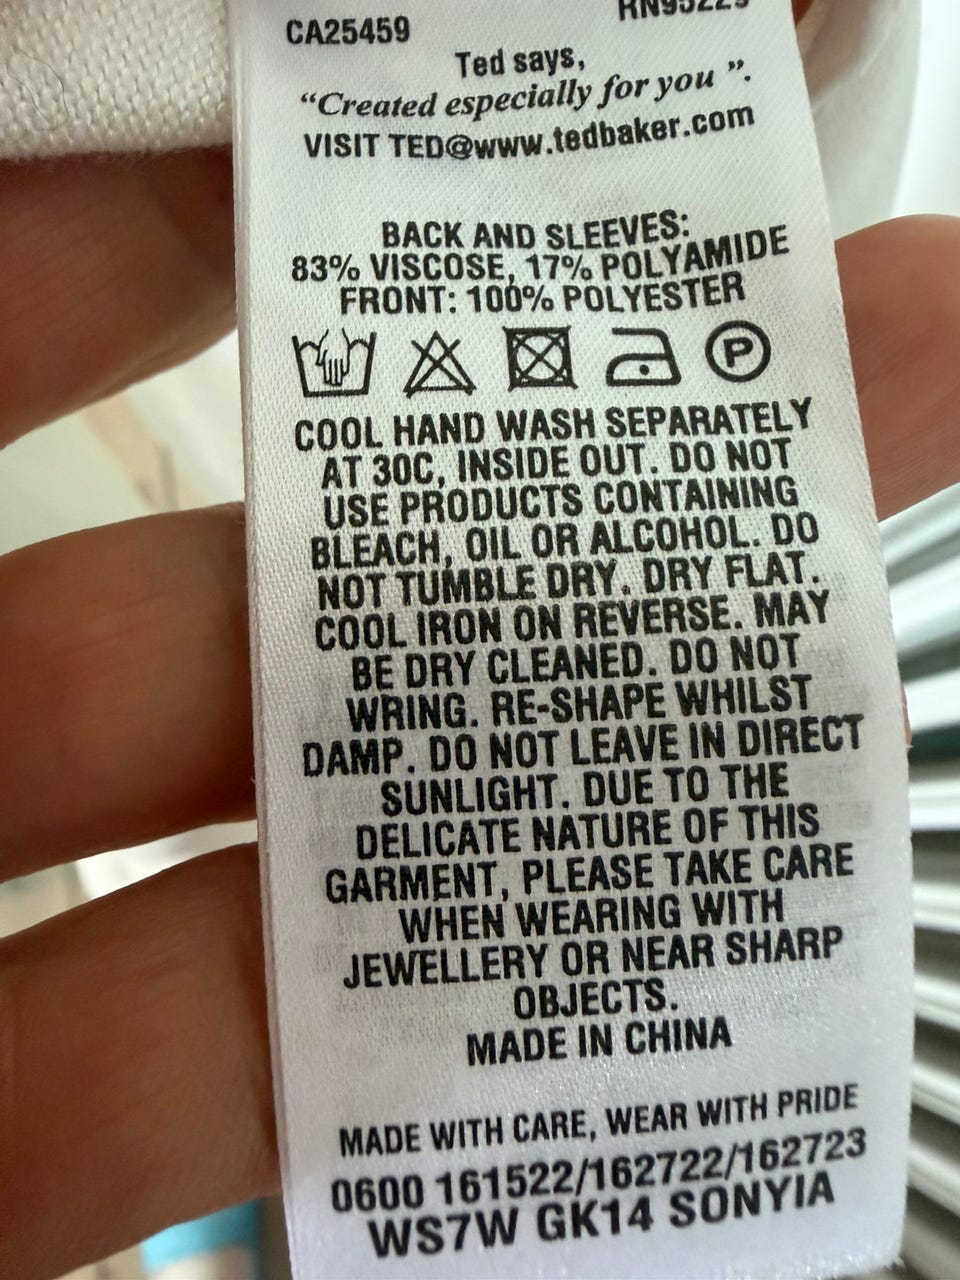 CA25459
Ted says,
“Created especially for you ”.
VISIT TED@www.tedbaker.com
BACK AND SLEEVES:
83% VISCOSE, 17% POLYAMIDE
FRONT: 100% POLYESTER
P
COOL HAND WASH SEPARATELY
AT 30C, INSIDE OUT. DO NOT
USE PRODUCTS CONTAINING
BLEACH, OIL OR ALCOHOL. DO
NOT TUMBLE DRY. DRY FLAT.
COOL IRON ON REVERSE. MAY
BE DRY CLEANED. DO NOT
WRING. RE-SHAPE WHILST
DAMP. DO NOT LEAVE IN DIRECT
SUNLIGHT. DUE TO THE
DELICATE NATURE OF THIS
GARMENT, PLEASE TAKE CARE
WHEN WEARING WITH
JEWELLERY OR NEAR SHARP
OBJECTS.
MADE IN CHINA
MADE WITH CARE, WEAR WITH PRIDE
0600 161522/162722/162723
WS7W GK14 SONYIA